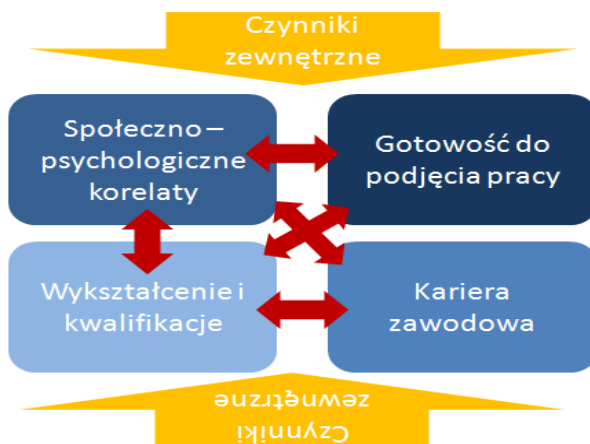 Czynniki
zewnętrzne
Społeczno –
psychologiczne
korelaty
Gotowość do
podjęcia pracy
Wykształcenie i
kwalifikacje
Kariera
zawodowa
Czynniki
zewnętrzne